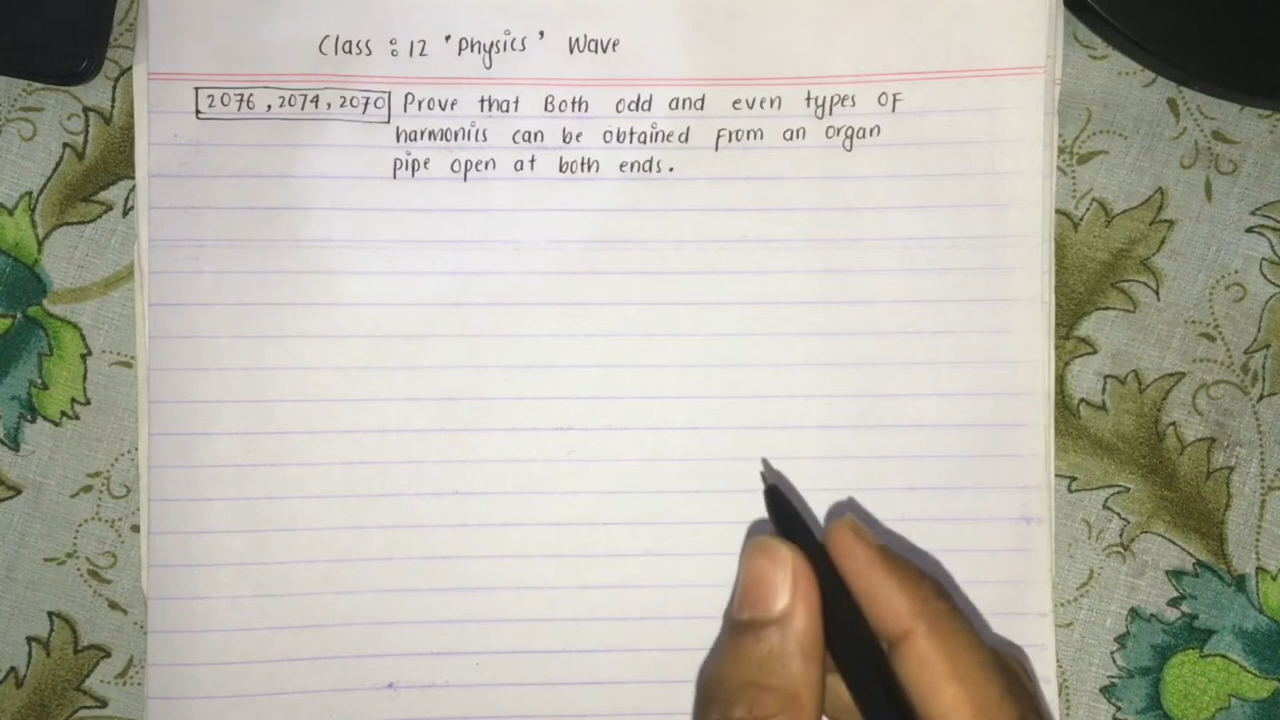 Class : 12 'Physics' Wave
2076, 2074, 2070 Prove that Both odd and even types of
harmonics can be obtained from an organ
pipe open at both ends.